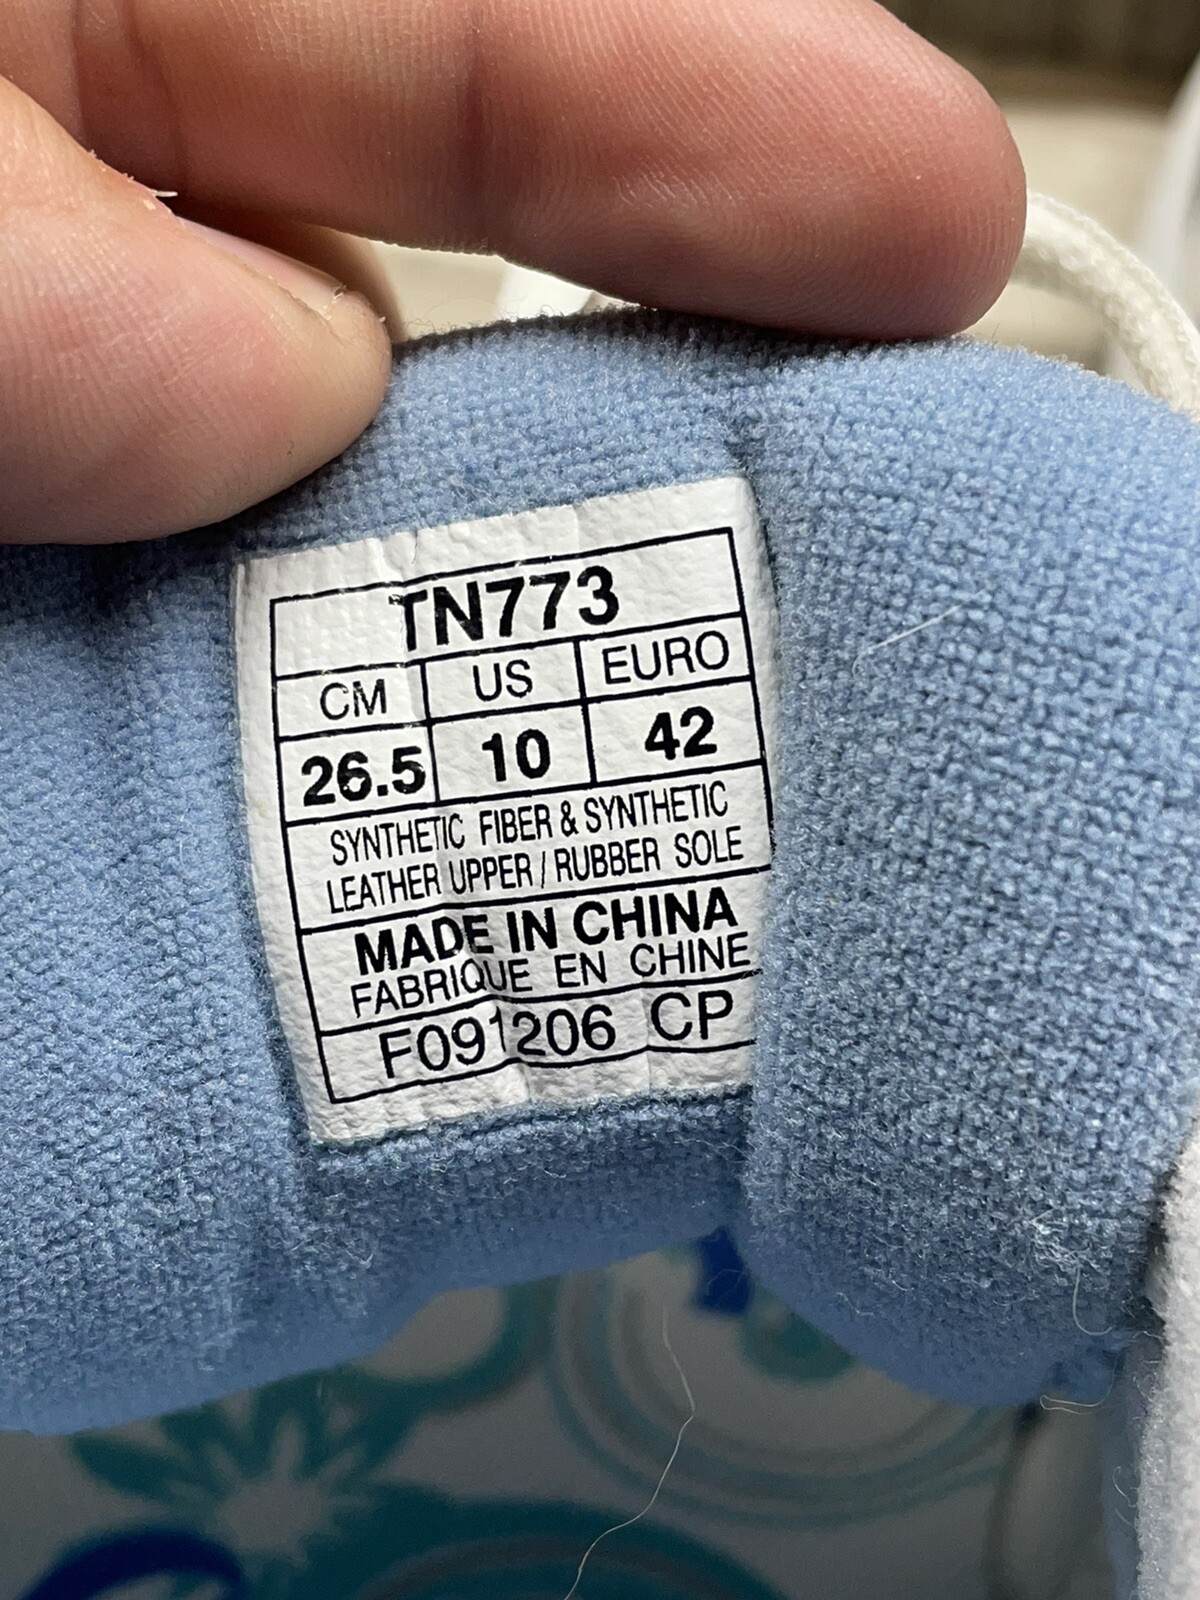 TN773
CM US EURO
26.5 10 42
SYNTHETIC FIBER & SYNTHETIC
LEATHER UPPER / RUBBER SOLE
MADE IN CHINA
FABRIQUE EN CHINE
F091206 CP